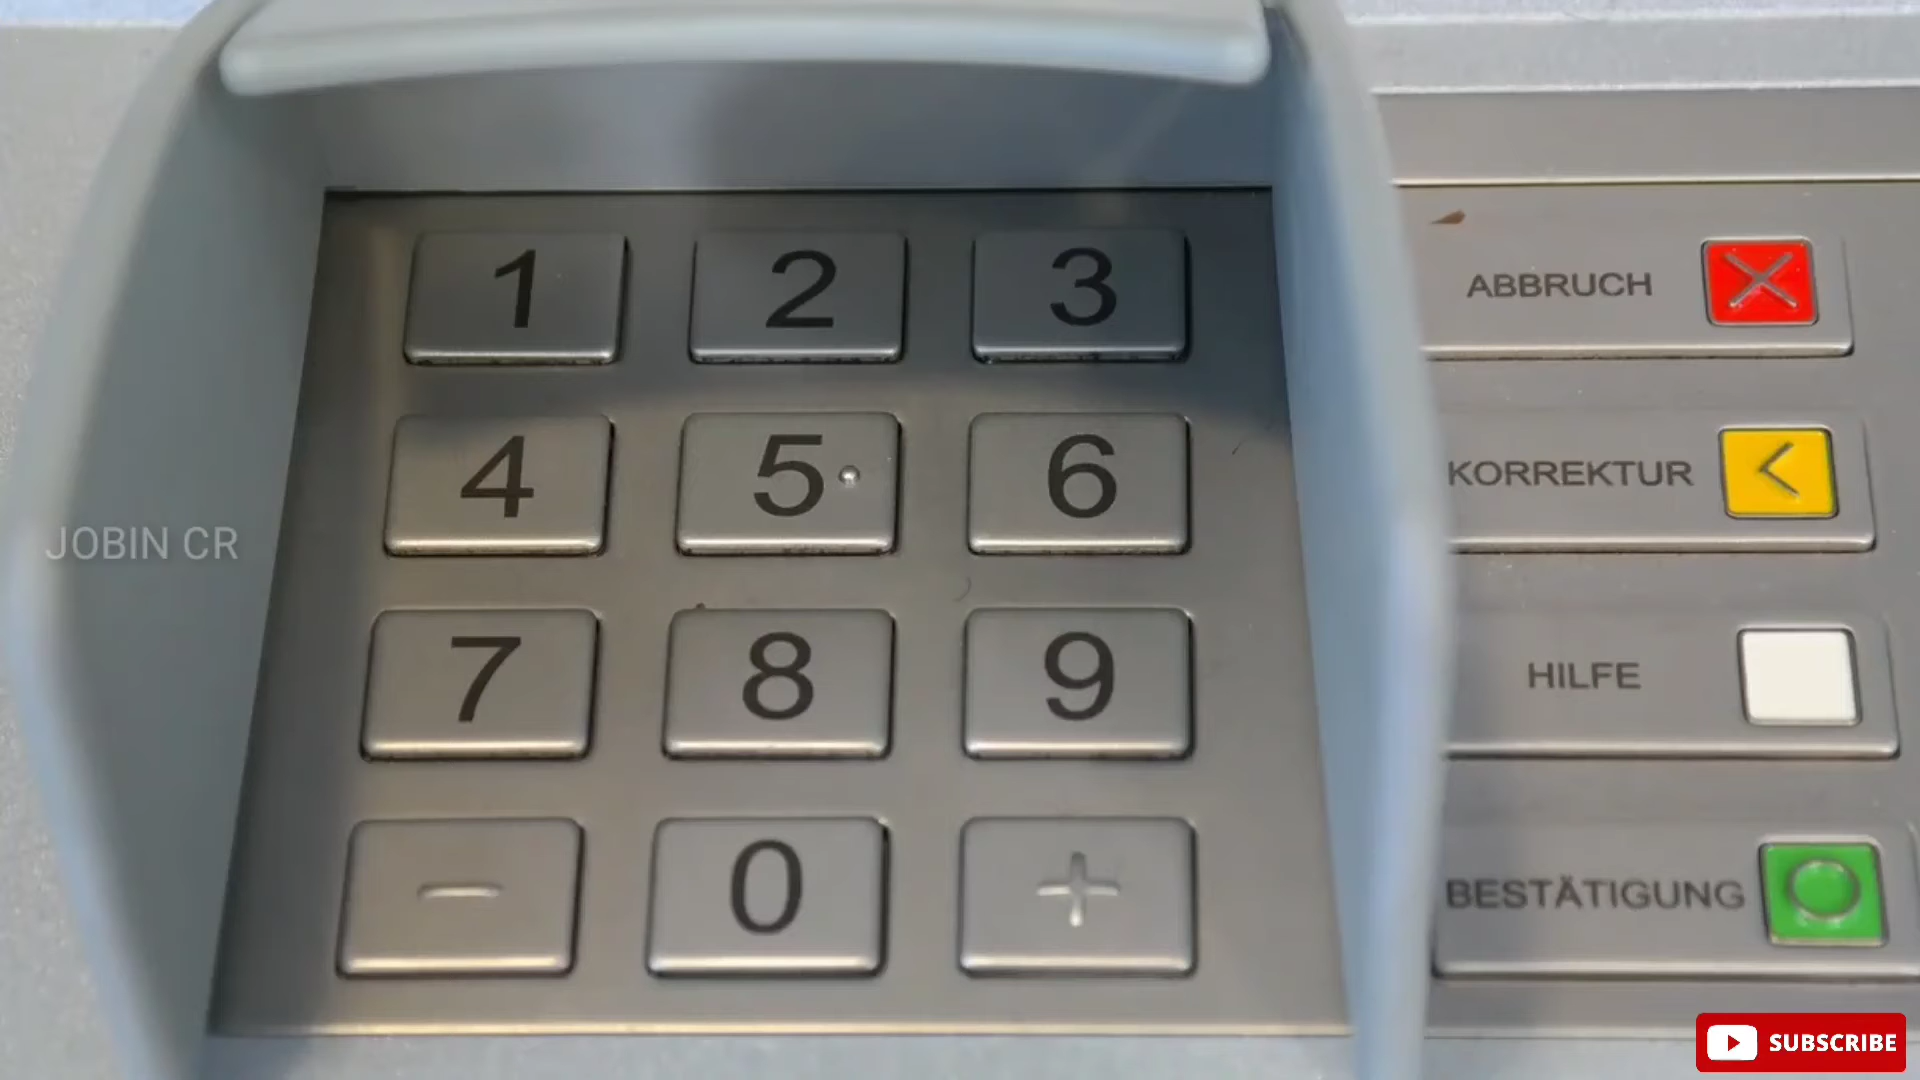 1 2 3
ABBRUCH
4 5 6
KORREKTUR
JOBIN CR
7 8 9
HILFE
- 0 +
BESTÄTIGUNG
SUBSCRIBE